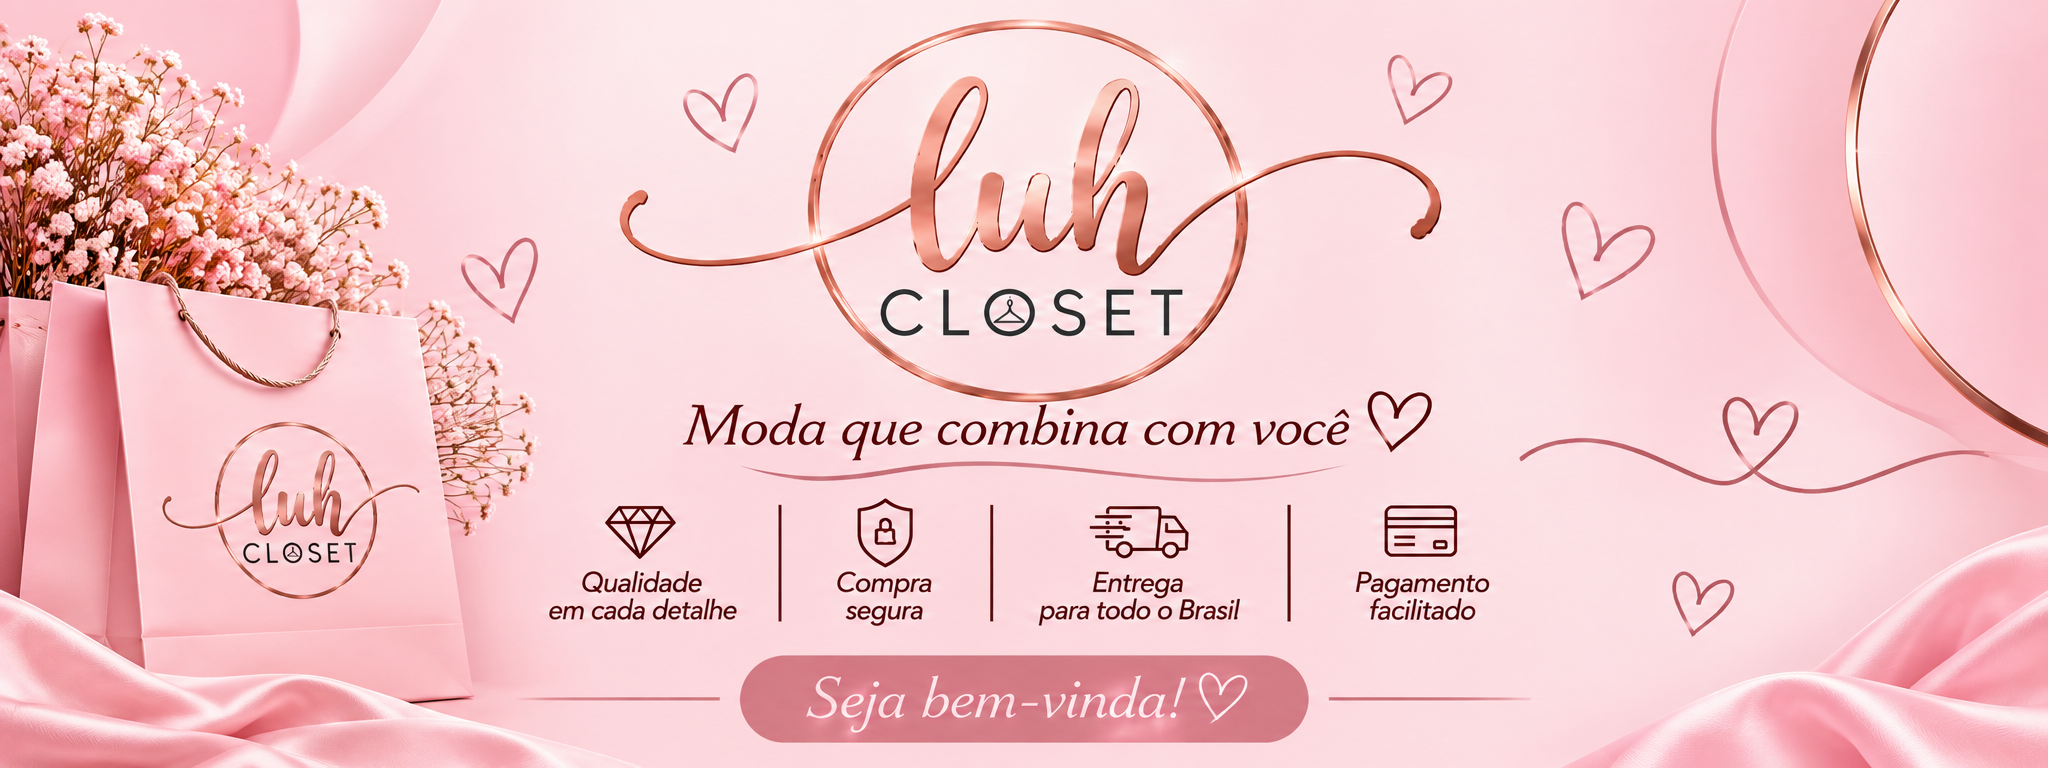 luh
CLOSET
Moda que combina com você
Qualidade
em cada detalhe
Compra
segura
Entrega
para todo o Brasil
Pagamento
facilitado
Seja bem-vinda!
luh
CLOSET